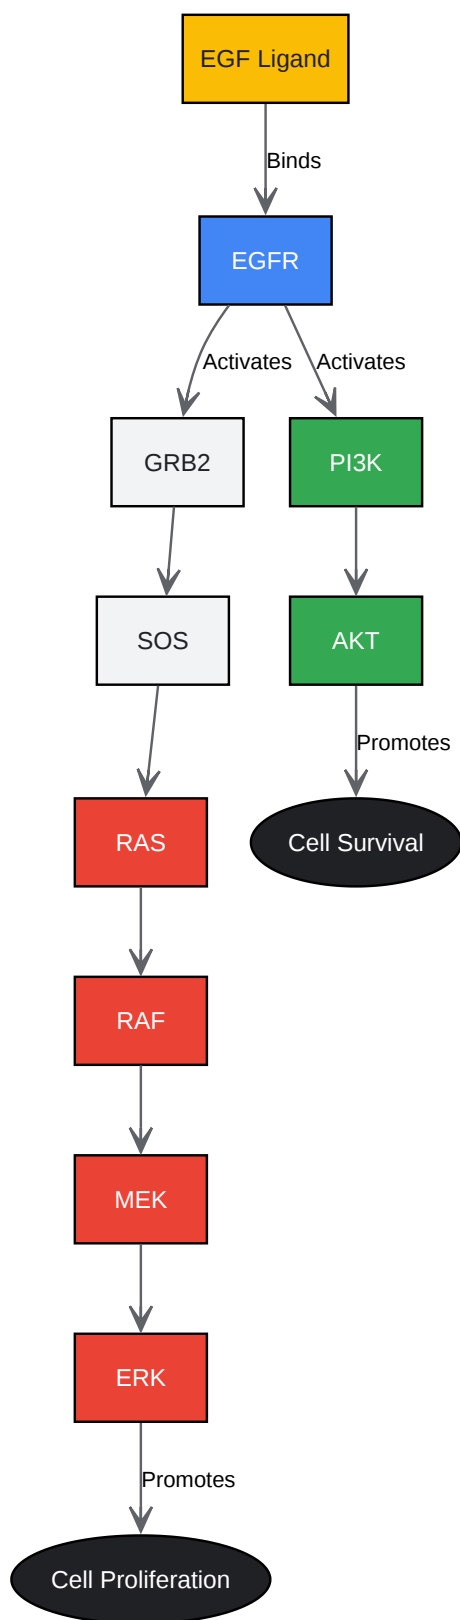 EGF Ligand
Binds
EGFR
Activates
Activates
GRB2
PI3K
SOS
AKT
Promotes
RAS
Cell Survival
RAF
MEK
ERK
Promotes
Cell Proliferation